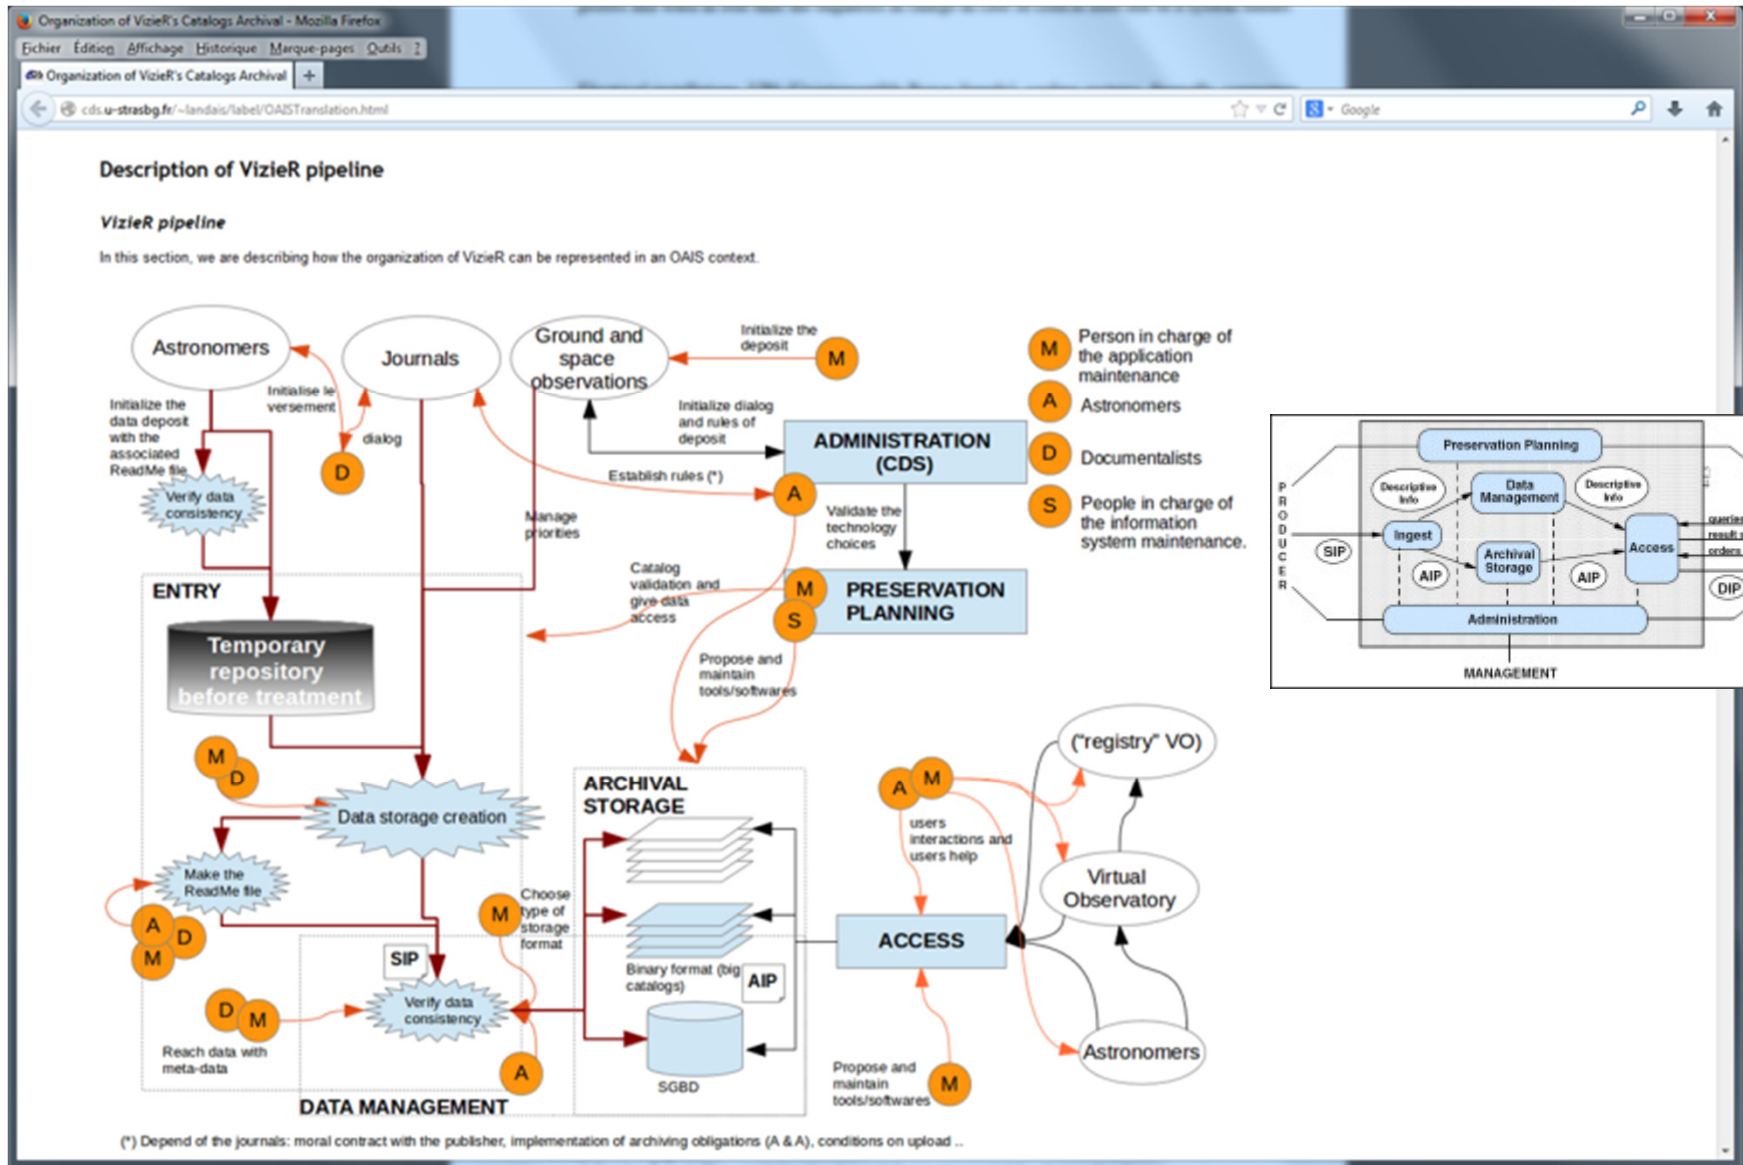 Organization of VizieR's Catalogs Archival - Mozilla Firefox
Fichier Édition Affichage Historique Marque-pages Outils ?
Organization of VizieR's Catalogs Archival +
cds.u-strasbg.fr/~landais/label/OAISTranslation.html
Google
Description of VizieR pipeline
VizieR pipeline
In this section, we are describing how the organization of VizieR can be represented in an OAIS context.
Astronomers
Journals
Ground and
space
observations
Initialize the
deposit
M
M
Person in charge of
the application
maintenance
A
Astronomers
D
Documentalists
S
People in charge of
the information
system maintenance.
Initialize the
data deposit
with the
associated
ReadMe file
Initialise le
versement
dialog
D
Initialize dialog
and rules of
deposit
ADMINISTRATION
(CDS)
Establish rules (*)
A
Verify data
consistency
Manage
priorities
Validate the
technology
choices
Catalog
validation and
give data
access
M
S
PRESERVATION
PLANNING
Propose and
maintain
tools/softwares
ENTRY
Temporary
repository
before treatment
M
D
Data storage creation
Make the
ReadMe file
A
D
M
SIP
M
Choose
type of
storage
format
Verify data
consistency
D
M
Reach data with
meta-data
A
DATA MANAGEMENT
ARCHIVAL
STORAGE
Binary format (big
catalogs)
AIP
SGBD
A
M
users
interactions and
users help
ACCESS
Propose and
maintain
tools/softwares
M
("registry" VO)
Virtual
Observatory
Astronomers
(*) Depend of the journals: moral contract with the publisher, implementation of archiving obligations (A & A), conditions on upload ..
Preservation Planning
PRODUCER
Descriptive
Info
Data
Management
Descriptive
Info
Ingest
SIP
Archival
Storage
AIP
AIP
Access
queries
result s
orders
DIP
Administration
MANAGEMENT